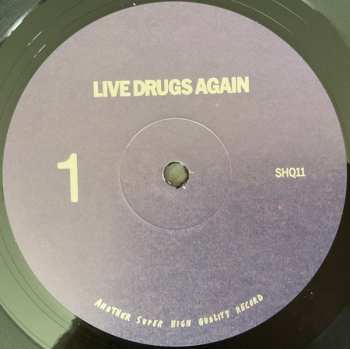 LIVE DRUGS AGAIN
1
SHQ11
ANOTHER SUPER HIGH QUALITY RECORD